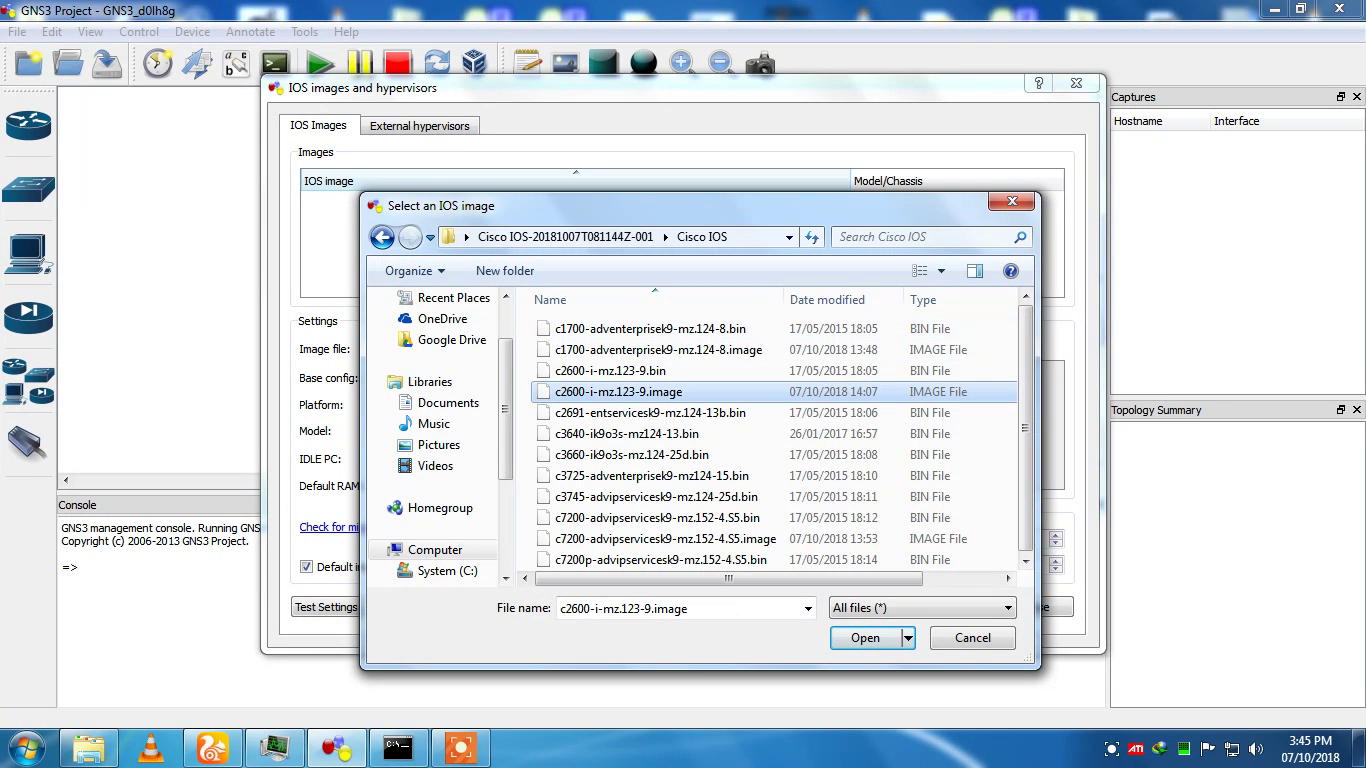 GNS3 Project - GNS3_d0lh8g
File Edit View Control Device Annotate Tools Help
IOS images and hypervisors
IOS Images External hypervisors
Images
IOS image Model/Chassis
Settings
Image file:
Base config:
Platform:
Model:
IDLE PC:
Default RAM
Check for mi
Default i
Test Settings
Select an IOS image
Cisco IOS-20181007T081144Z-001 Cisco IOS
Search Cisco IOS
Organize New folder
Recent Places
OneDrive
Google Drive
Libraries
Documents
Music
Pictures
Videos
Homegroup
Computer
System (C:)
Name Date modified Type
c1700-adventerprisek9-mz.124-8.bin 17/05/2015 18:05 BIN File
c1700-adventerprisek9-mz.124-8.image 07/10/2018 13:48 IMAGE File
c2600-i-mz.123-9.bin 17/05/2015 18:05 BIN File
c2600-i-mz.123-9.image 07/10/2018 14:07 IMAGE File
c2691-entservicesk9-mz.124-13b.bin 17/05/2015 18:06 BIN File
c3640-ik9o3s-mz124-13.bin 26/01/2017 16:57 BIN File
c3660-ik9o3s-mz.124-25d.bin 17/05/2015 18:08 BIN File
c3725-adventerprisek9-mz124-15.bin 17/05/2015 18:10 BIN File
c3745-advipservicesk9-mz.124-25d.bin 17/05/2015 18:11 BIN File
c7200-advipservicesk9-mz.152-4.S5.bin 17/05/2015 18:12 BIN File
c7200-advipservicesk9-mz.152-4.S5.image 07/10/2018 13:53 IMAGE File
c7200p-advipservicesk9-mz.152-4.S5.bin 17/05/2015 18:14 BIN File
File name: c2600-i-mz.123-9.image All files (*)
Open Cancel
Console
GNS3 management console. Running GNS
Copyright (c) 2006-2013 GNS3 Project.
=>
Captures
Hostname Interface
Topology Summary
3:45 PM
07/10/2018